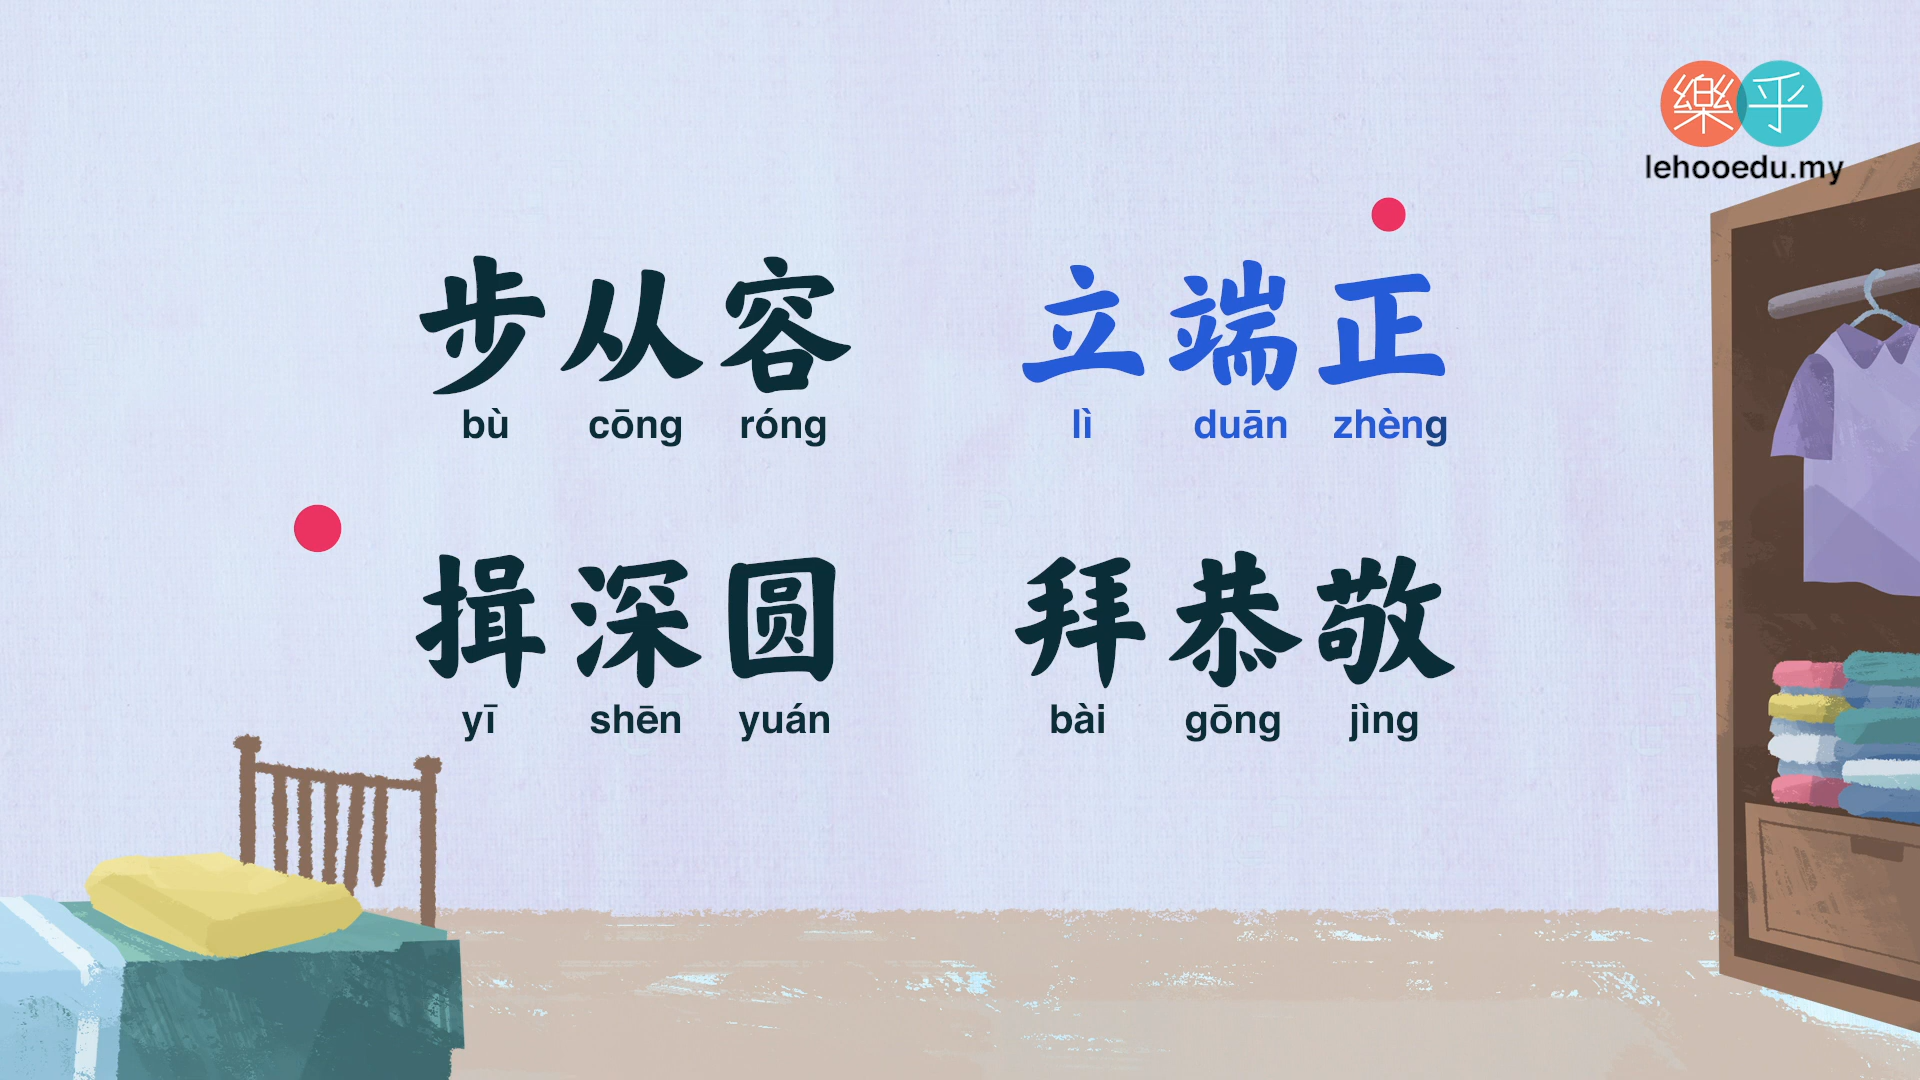 樂乎
lehooedu.my
步从容 立端正
bù cōng róng lì duān zhèng
揖深圆 拜恭敬
yī shēn yuán bài gōng jìng